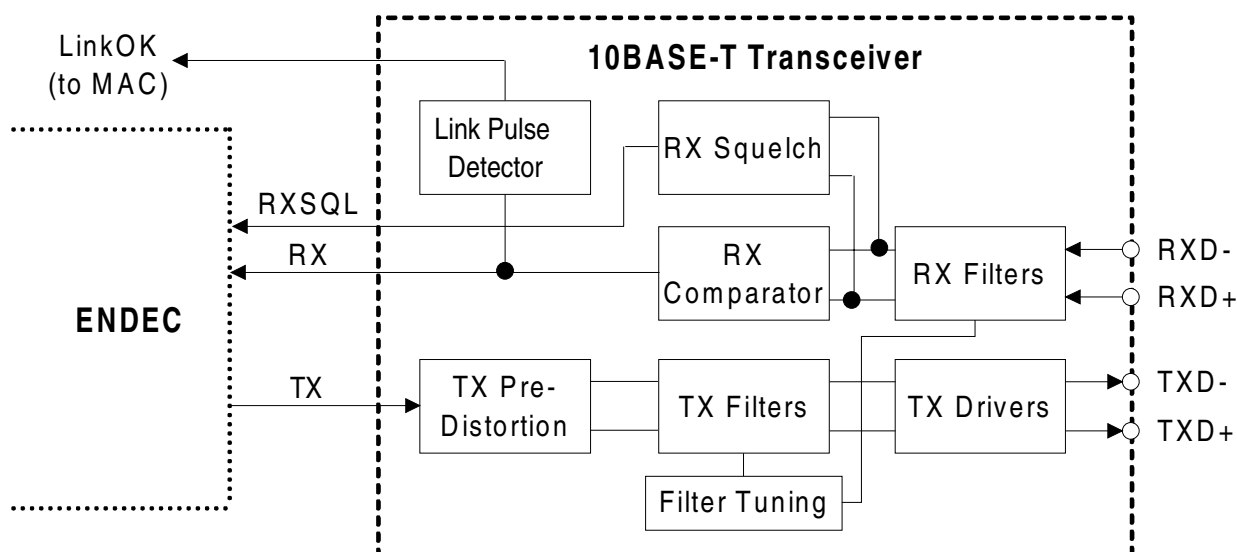 LinkOK
(to MAC)
10BASE-T Transceiver
Link Pulse
Detector
RX Squelch
RXSQL
RX
RX
Comparator
RX Filters
RXD-
RXD+
ENDEC
TX
TX Pre-
Distortion
TX Filters
TX Drivers
TXD-
TXD+
Filter Tuning